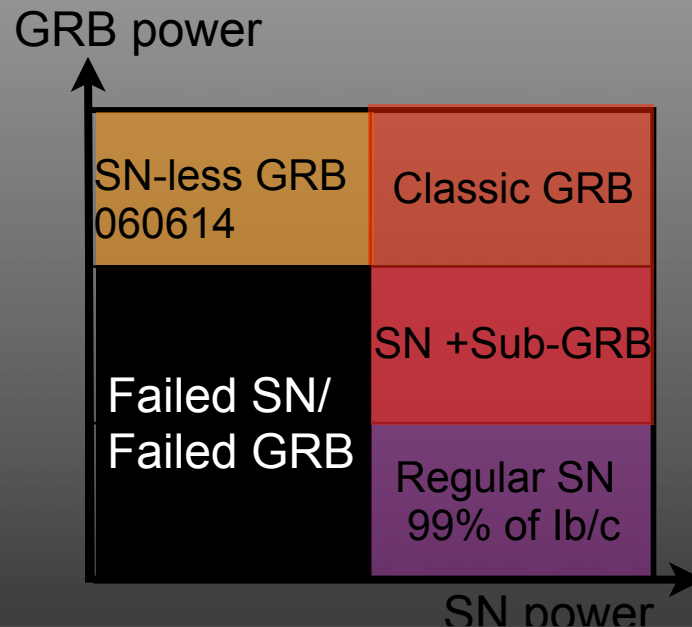 GRB power
SN-less GRB
060614
Classic GRB
SN +Sub-GRB
Failed SN/
Failed GRB
Regular SN
99% of Ib/c
SN power